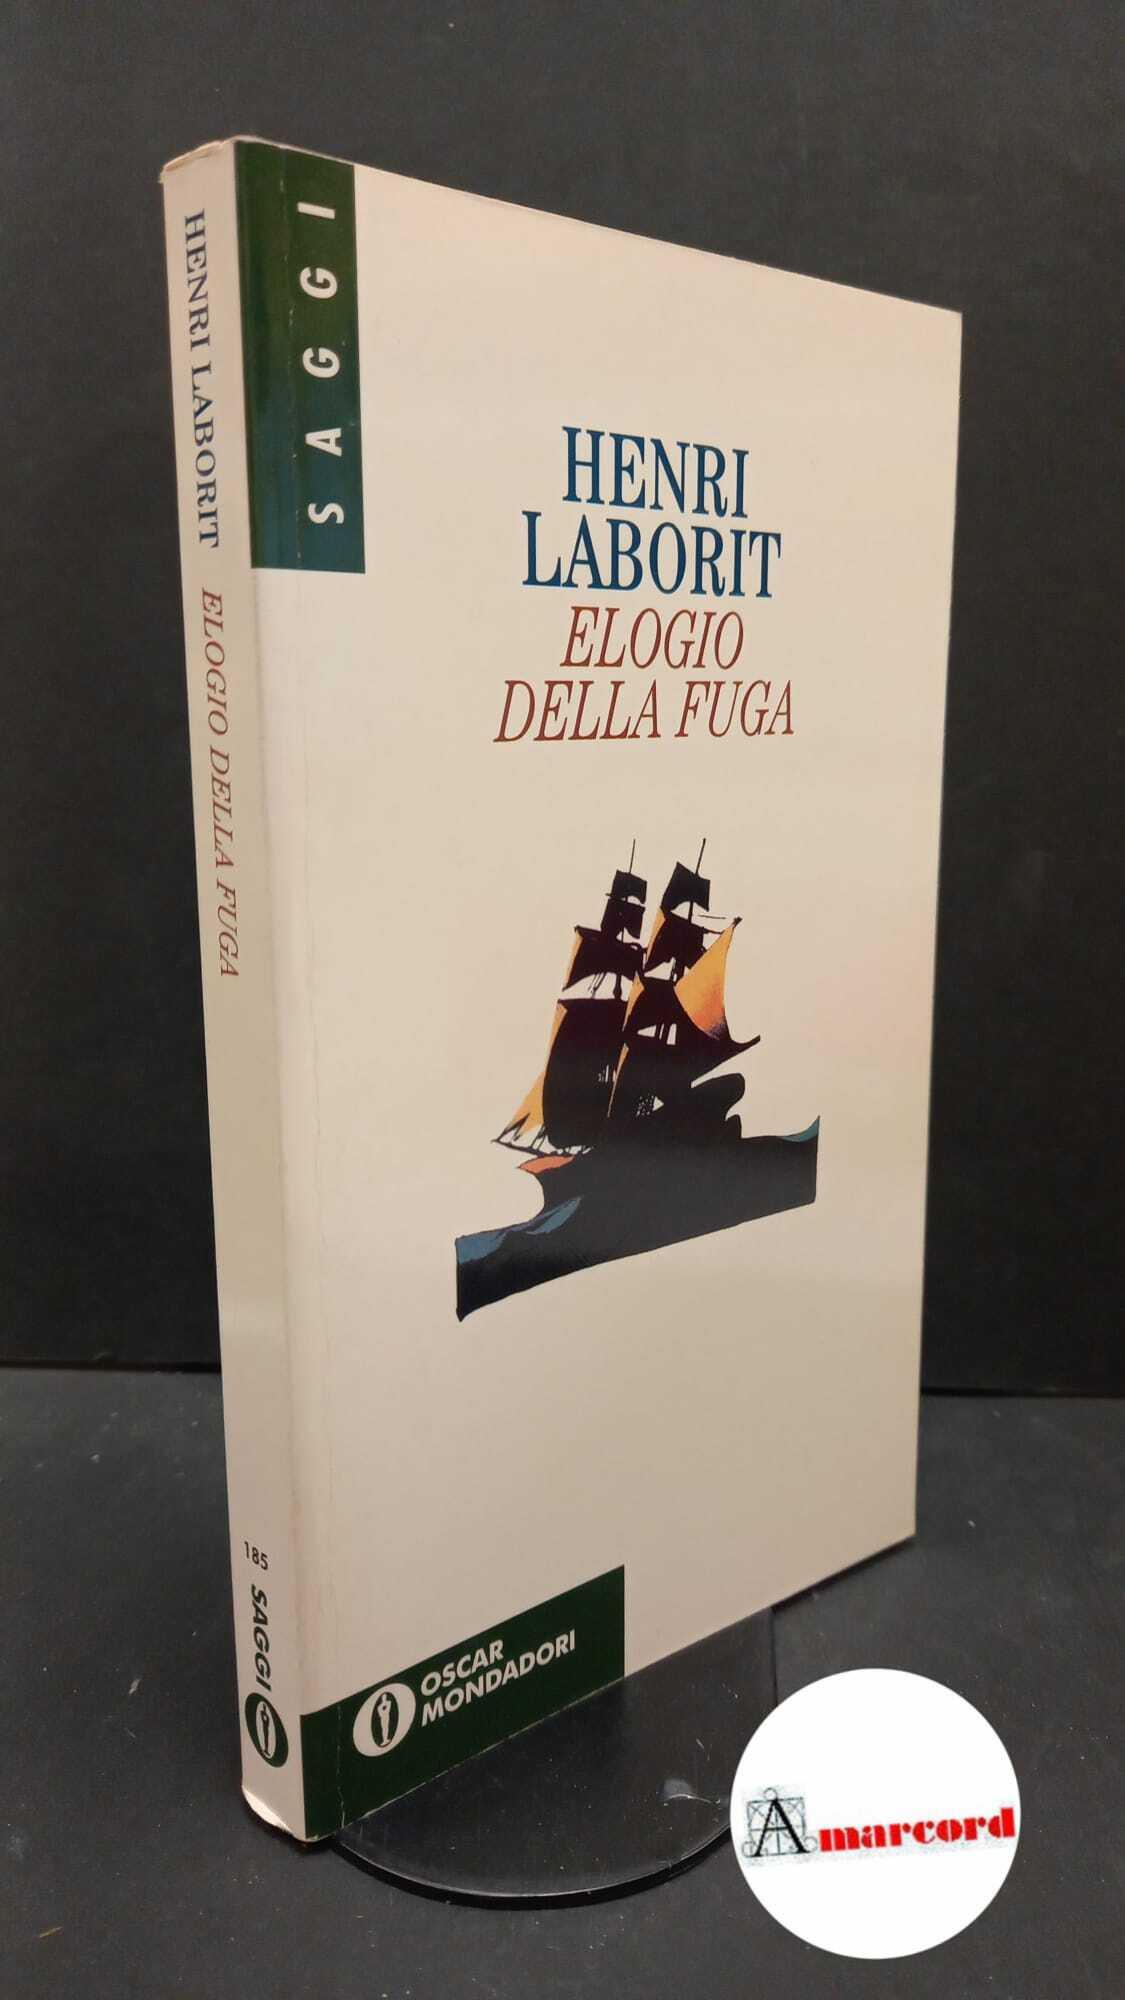 SAGGI
HENRI
LABORIT
ELOGIO
DELLA FUGA
OSCAR
MONDADORI
HENRI LABORIT ELOGIO DELLA FUGA
185
SAGGI
Amarcord